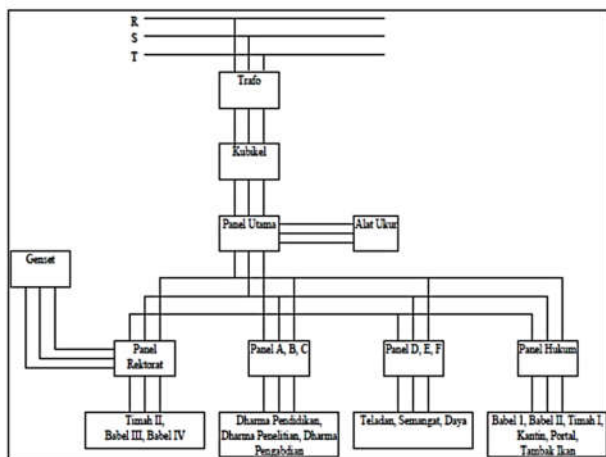 R
S
T
Trafo
Kubikel
Panel Utama
Alat Ukur
Genset
Panel
Rektorat
Panel A, B, C
Panel D, E, F
Panel Hukum
Timah II,
Babel III, Babel IV
Dharma Pendidikan,
Dharma Penelitian, Dharma
Pengabdian
Teladan, Semangat, Daya
Babel 1, Babel II, Timah I,
Kantin, Portal,
Tambak Ikan